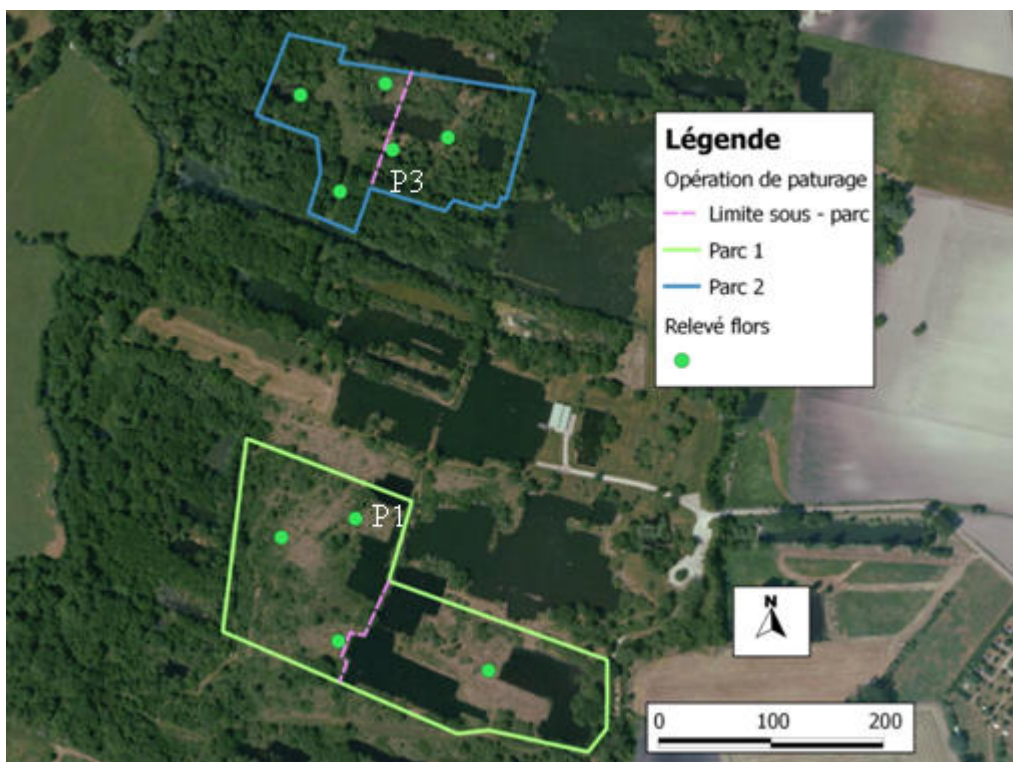 P3
Légende
Opération de paturage
Limite sous - parc
Parc 1
Parc 2
Relevé flors
P1
N
0 100 200